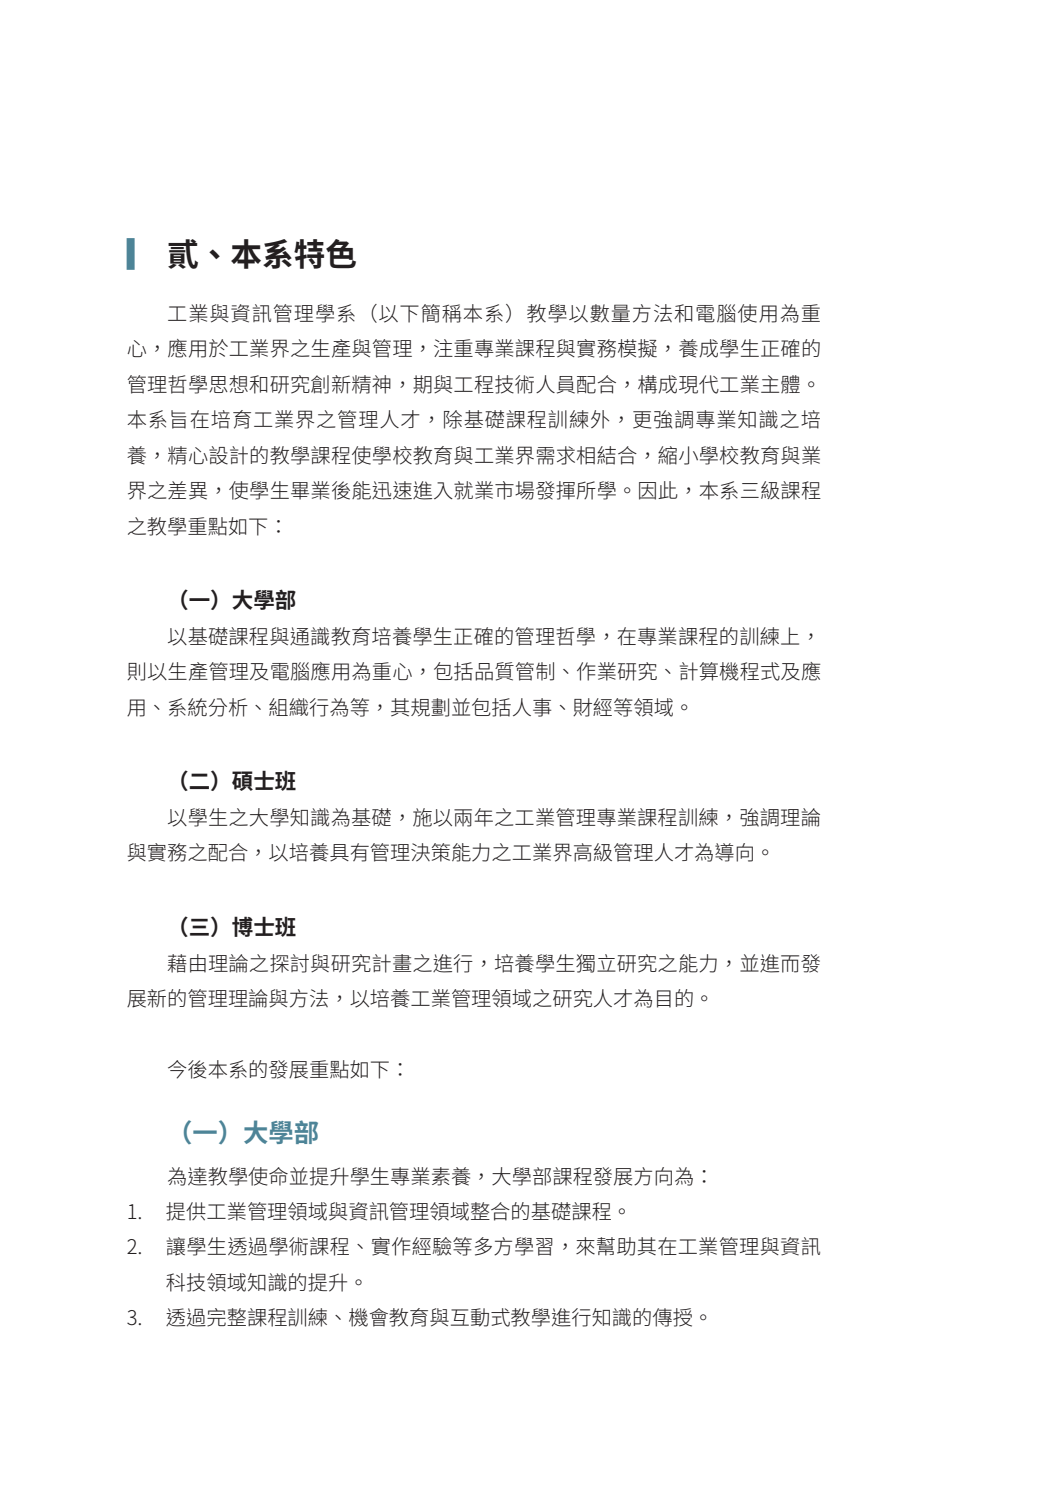 貳、本系特色
工業與資訊管理學系（以下簡稱本系）教學以數量方法和電腦使用為重
心，應用於工業界之生產與管理，注重專業課程與實務模擬，養成學生正確的
管理哲學思想和研究創新精神，期與工程技術人員配合，構成現代工業主體。
本系旨在培育工業界之管理人才，除基礎課程訓練外，更強調專業知識之培
養，精心設計的教學課程使學校教育與工業界需求相結合，縮小學校教育與業
界之差異，使學生畢業後能迅速進入就業市場發揮所學。因此，本系三級課程
之教學重點如下：
（一）大學部
以基礎課程與通識教育培養學生正確的管理哲學，在專業課程的訓練上，
則以生產管理及電腦應用為重心，包括品質管制、作業研究、計算機程式及應
用、系統分析、組織行為等，其規劃並包括人事、財經等領域。
（二）碩士班
以學生之大學知識為基礎，施以兩年之工業管理專業課程訓練，強調理論
與實務之配合，以培養具有管理決策能力之工業界高級管理人才為導向。
（三）博士班
藉由理論之探討與研究計畫之進行，培養學生獨立研究之能力，並進而發
展新的管理理論與方法，以培養工業管理領域之研究人才為目的。
今後本系的發展重點如下：
（一）大學部
為達教學使命並提升學生專業素養，大學部課程發展方向為：
1. 提供工業管理領域與資訊管理領域整合的基礎課程。
2. 讓學生透過學術課程、實作經驗等多方學習，來幫助其在工業管理與資訊
科技領域知識的提升。
3. 透過完整課程訓練、機會教育與互動式教學進行知識的傳授。